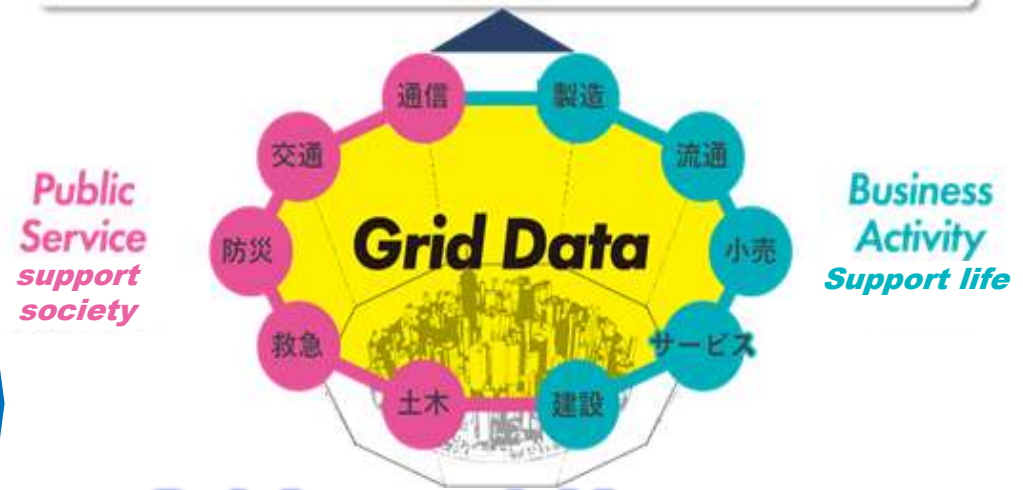 通信
製造
交通
流通
Public
Service
support
society
防災
Grid Data
小売
Business
Activity
Support life
救急
サービス
土木
建設